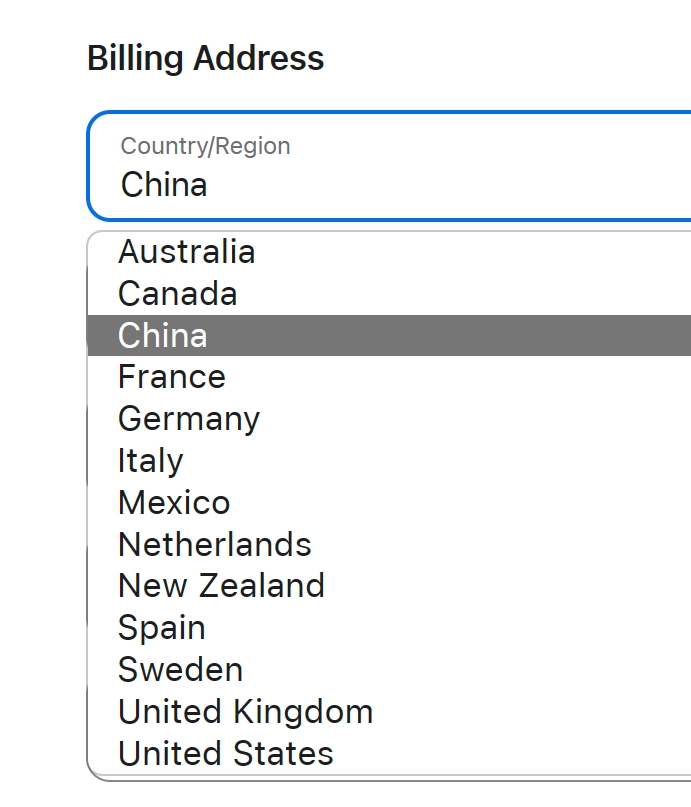 Billing Address
Country/Region
China
Australia
Canada
China
France
Germany
Italy
Mexico
Netherlands
New Zealand
Spain
Sweden
United Kingdom
United States